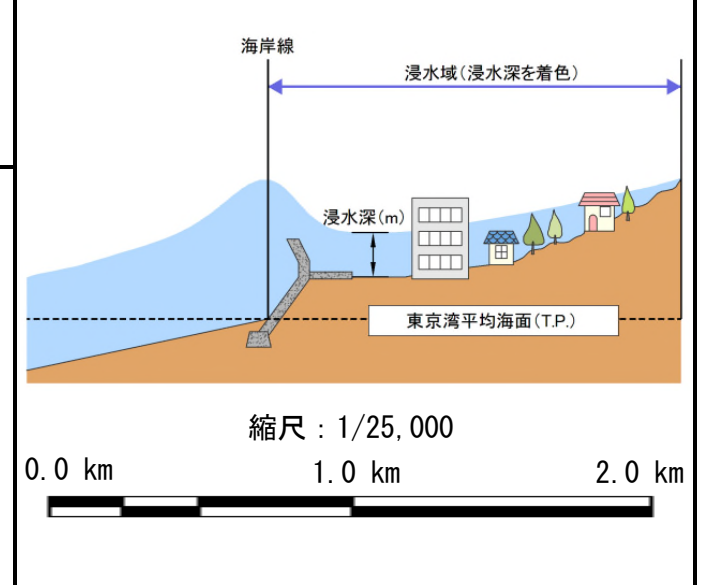 海岸線
浸水域(浸水深を着色)
浸水深(m)
東京湾平均海面(T.P.)
縮尺：1/25,000
0.0 km 1.0 km 2.0 km